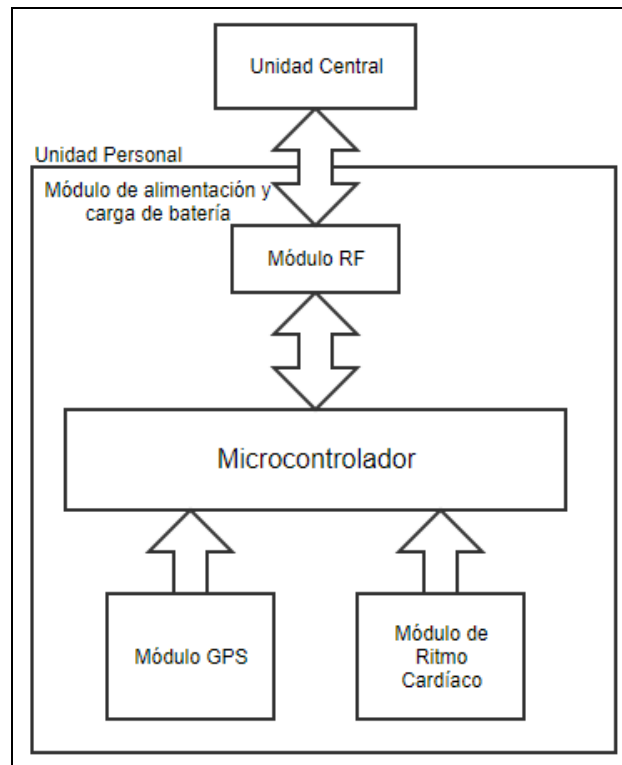 Unidad Central
Unidad Personal
Módulo de alimentación y
carga de batería
Módulo RF
Microcontrolador
Módulo GPS
Módulo de
Ritmo
Cardíaco